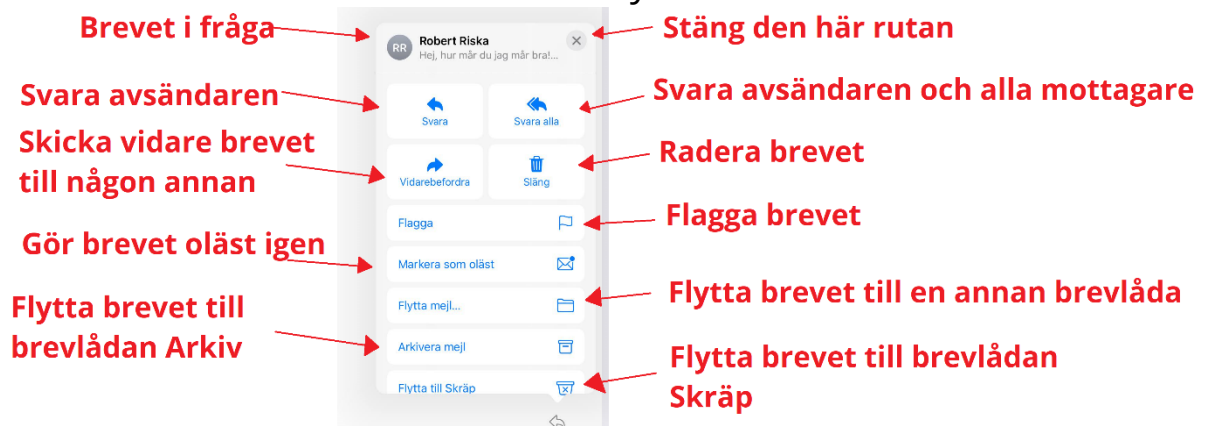 Brevet i fråga
Stäng den här rutan
RR
Robert Riska
Hej, hur mår du jag mår bra!...
Svara avsändaren
Svara avsändaren och alla mottagare
Svara
Svara alla
Skicka vidare brevet
till någon annan
Radera brevet
Vidarebefordra
Släng
Flagga
Flagga brevet
Gör brevet oläst igen
Markera som oläst
Flytta mejl...
Flytta brevet till en annan brevlåda
Flytta brevet till
brevlådan Arkiv
Arkivera mejl
Flytta brevet till brevlådan
Skräp
Flytta till Skräp